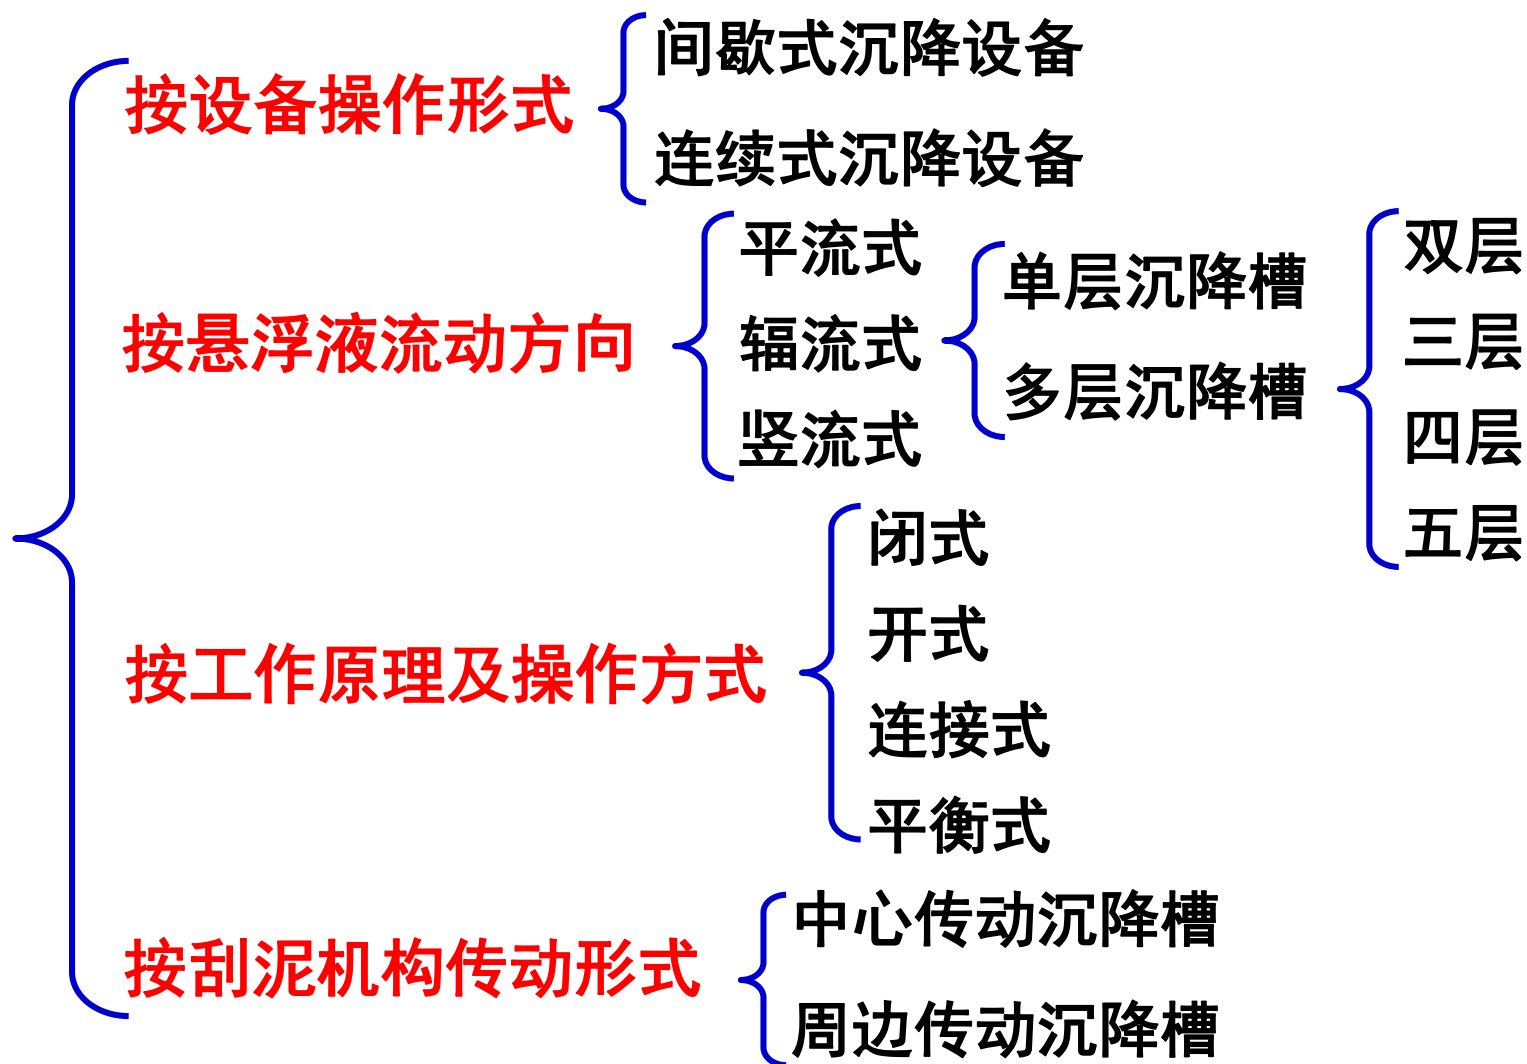 按设备操作形式
间歇式沉降设备
连续式沉降设备
按悬浮液流动方向
平流式
辐流式
竖流式
单层沉降槽
多层沉降槽
双层
三层
四层
五层
按工作原理及操作方式
闭式
开式
连接式
平衡式
按刮泥机构传动形式
中心传动沉降槽
周边传动沉降槽